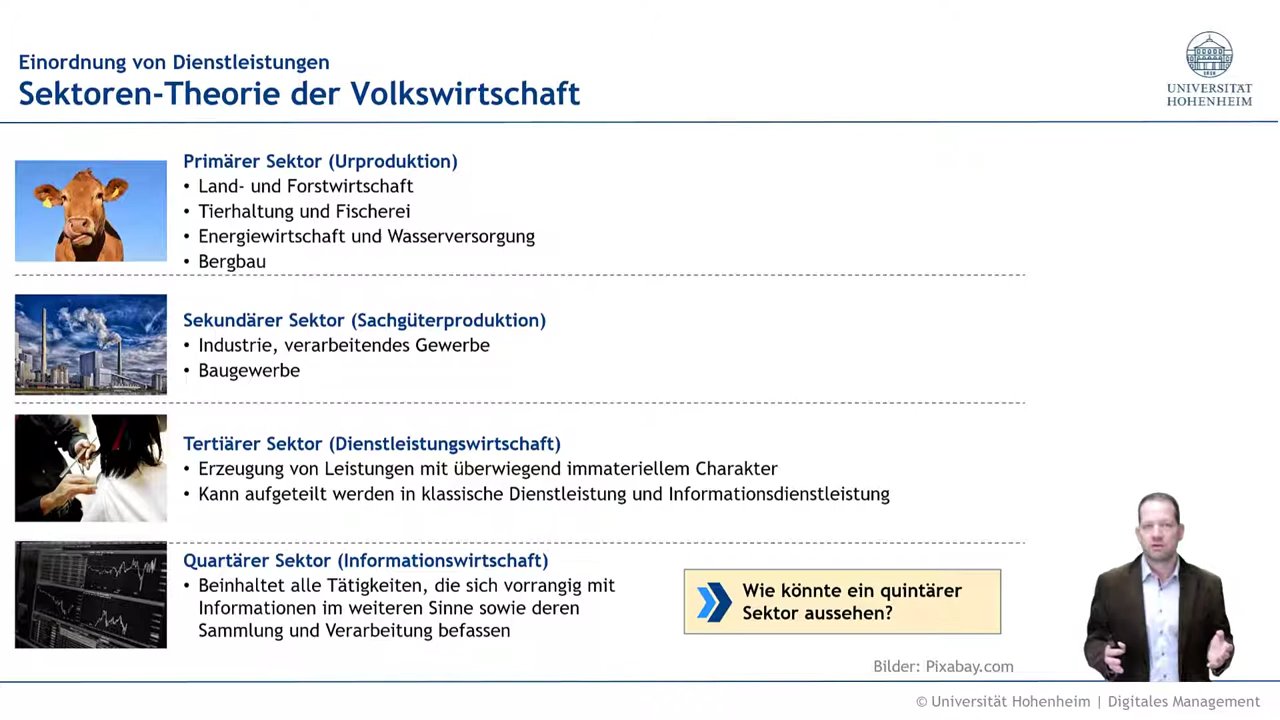 Einordnung von Dienstleistungen
Sektoren-Theorie der Volkswirtschaft
UNIVERSITÄT
HOHENHEIM
Primärer Sektor (Urproduktion)
• Land- und Forstwirtschaft
• Tierhaltung und Fischerei
• Energiewirtschaft und Wasserversorgung
• Bergbau
Sekundärer Sektor (Sachgüterproduktion)
• Industrie, verarbeitendes Gewerbe
• Baugewerbe
Tertiärer Sektor (Dienstleistungswirtschaft)
• Erzeugung von Leistungen mit überwiegend immateriellem Charakter
• Kann aufgeteilt werden in klassische Dienstleistung und Informationsdienstleistung
Quartärer Sektor (Informationswirtschaft)
• Beinhaltet alle Tätigkeiten, die sich vorrangig mit
Informationen im weiteren Sinne sowie deren
Sammlung und Verarbeitung befassen
Wie könnte ein quintärer
Sektor aussehen?
Bilder: Pixabay.com
© Universität Hohenheim | Digitales Management